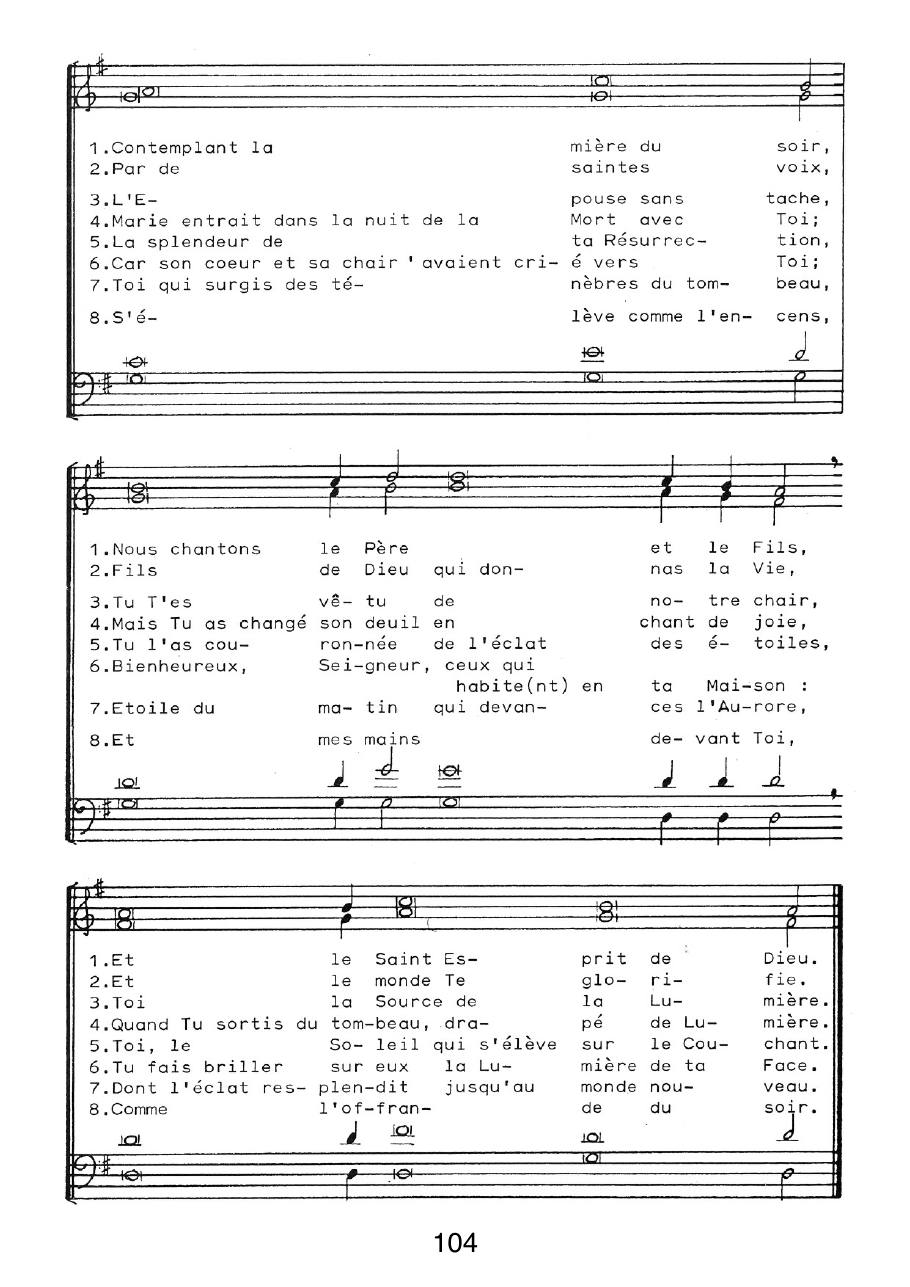 1.Contemplant la mière du soir,
2.Par de saintes voix,
3.L'E- pouse sans tache,
4.Marie entrait dans la nuit de la Mort avec Toi;
5.La splendeur de ta Résurrec- tion,
6.Car son coeur et sa chair 'avaient cri- é vers Toi;
7.Toi qui surgis des té- nèbres du tom- beau,
8.S'é- lève comme l'en- cens,
1.Nous chantons le Père et le Fils,
2.Fils de Dieu qui don- nas la Vie,
3.Tu T'es vê- tu de no- tre chair,
4.Mais Tu as changé son deuil en chant de joie,
5.Tu l'as cou- ron-née de l'éclat des é- toiles,
6.Bienheureux, Sei-gneur, ceux qui
habite(nt) en ta Mai-son :
7.Etoile du ma- tin qui devan- ces l'Au-rore,
8.Et mes mains de- vant Toi,
1.Et le Saint Es- prit de Dieu.
2.Et le monde Te glo- ri- fie.
3.Toi la Source de la Lu- mière.
4.Quand Tu sortis du tom-beau, dra- pé de Lu- mière.
5.Toi, le So- leil qui s'élève sur le Cou- chant.
6.Tu fais briller sur eux la Lu- mière de ta Face.
7.Dont l'éclat res- plen-dit jusqu'au monde nou- veau.
8.Comme l'of-fran- de du soir.
104